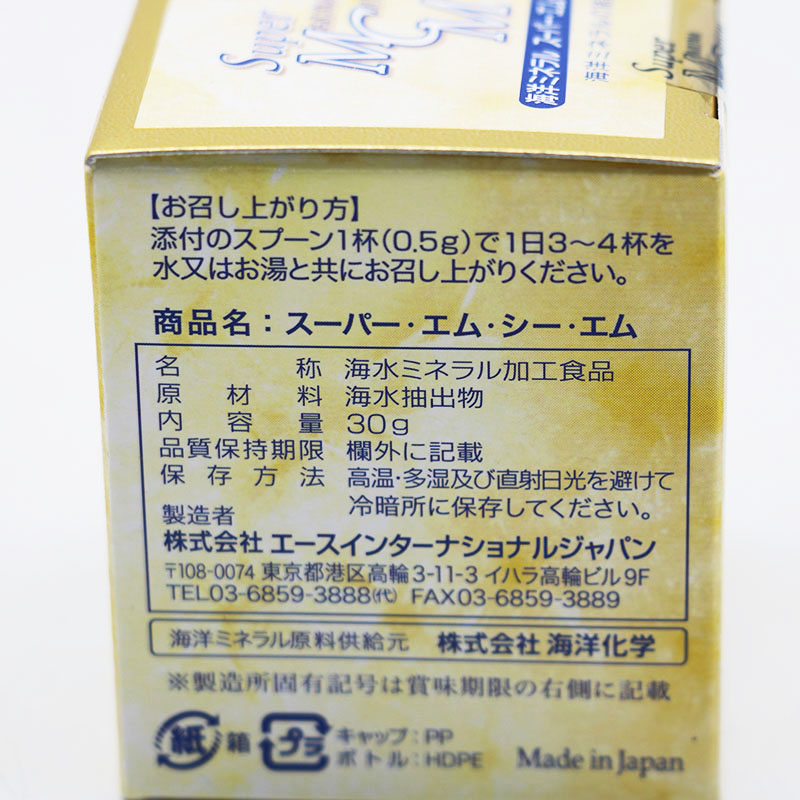 Super
MCM
海洋ミネラル
Super
【お召し上がり方】
添付のスプーン1杯(0.5g)で1日3〜4杯を
水又はお湯と共にお召し上がりください。
商品名:スーパー・エム・シー・エム
名称 海水ミネラル加工食品
原材料 海水抽出物
内容量 30g
品質保持期限 欄外に記載
保存方法 高温・多湿及び直射日光を避けて
冷暗所に保存してください。
製造者
株式会社 エースインターナショナルジャパン
〒108-0074 東京都港区高輪3-11-3 イハラ高輪ビル9F
TEL03-6859-3888(代) FAX03-6859-3889
海洋ミネラル原料供給元 株式会社 海洋化学
※製造所固有記号は賞味期限の右側に記載
紙 箱
プラ
キャップ:PP
ボトル:HDPE
Made in Japan